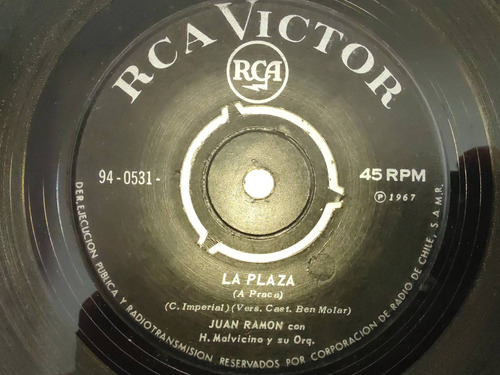 RCA VICTOR
RCA
94-0531-
45 RPM
Ⓟ 1967
LA PLAZA
(A Praca)
(C. Imperial) (Vers. Cast. Ben Molar)
JUAN RAMON con
H. Malvicino y su Orq.
DER. EJECUCION PUBLICA Y RADIOTRANSMISION RESERVADOS POR CORPORACION DE RADIO DE CHILE, S.A.M.R.